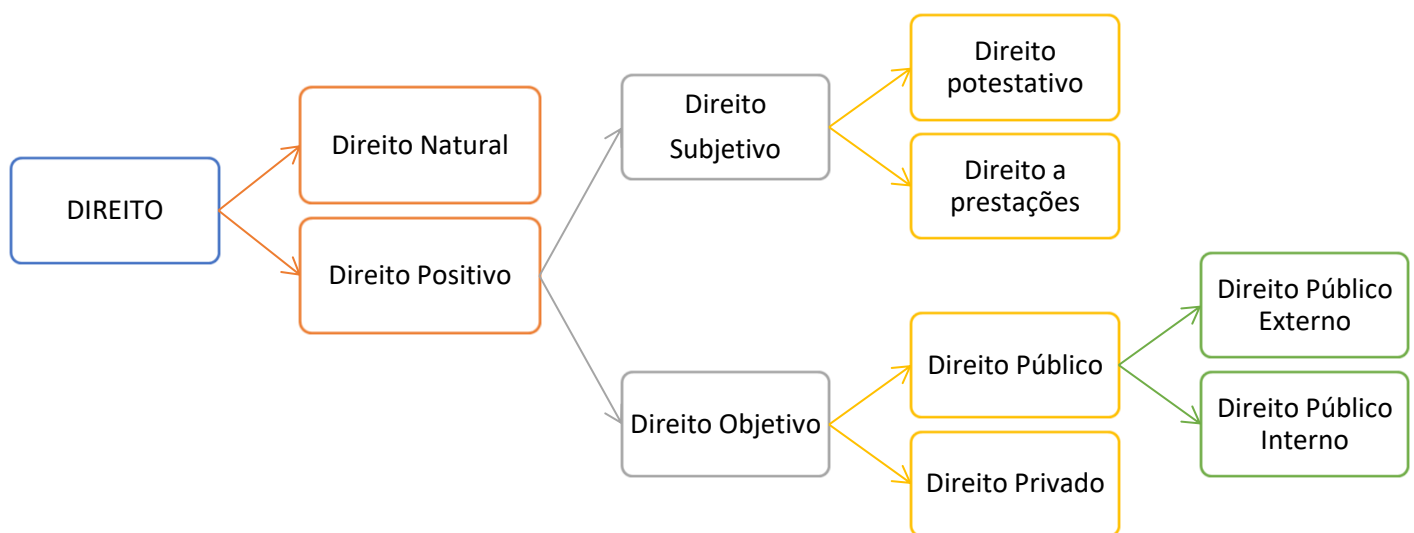 DIREITO
Direito Natural
Direito Positivo
Direito
Subjetivo
Direito Objetivo
Direito
potestativo
Direito a
prestações
Direito Público
Direito Privado
Direito Público
Externo
Direito Público
Interno